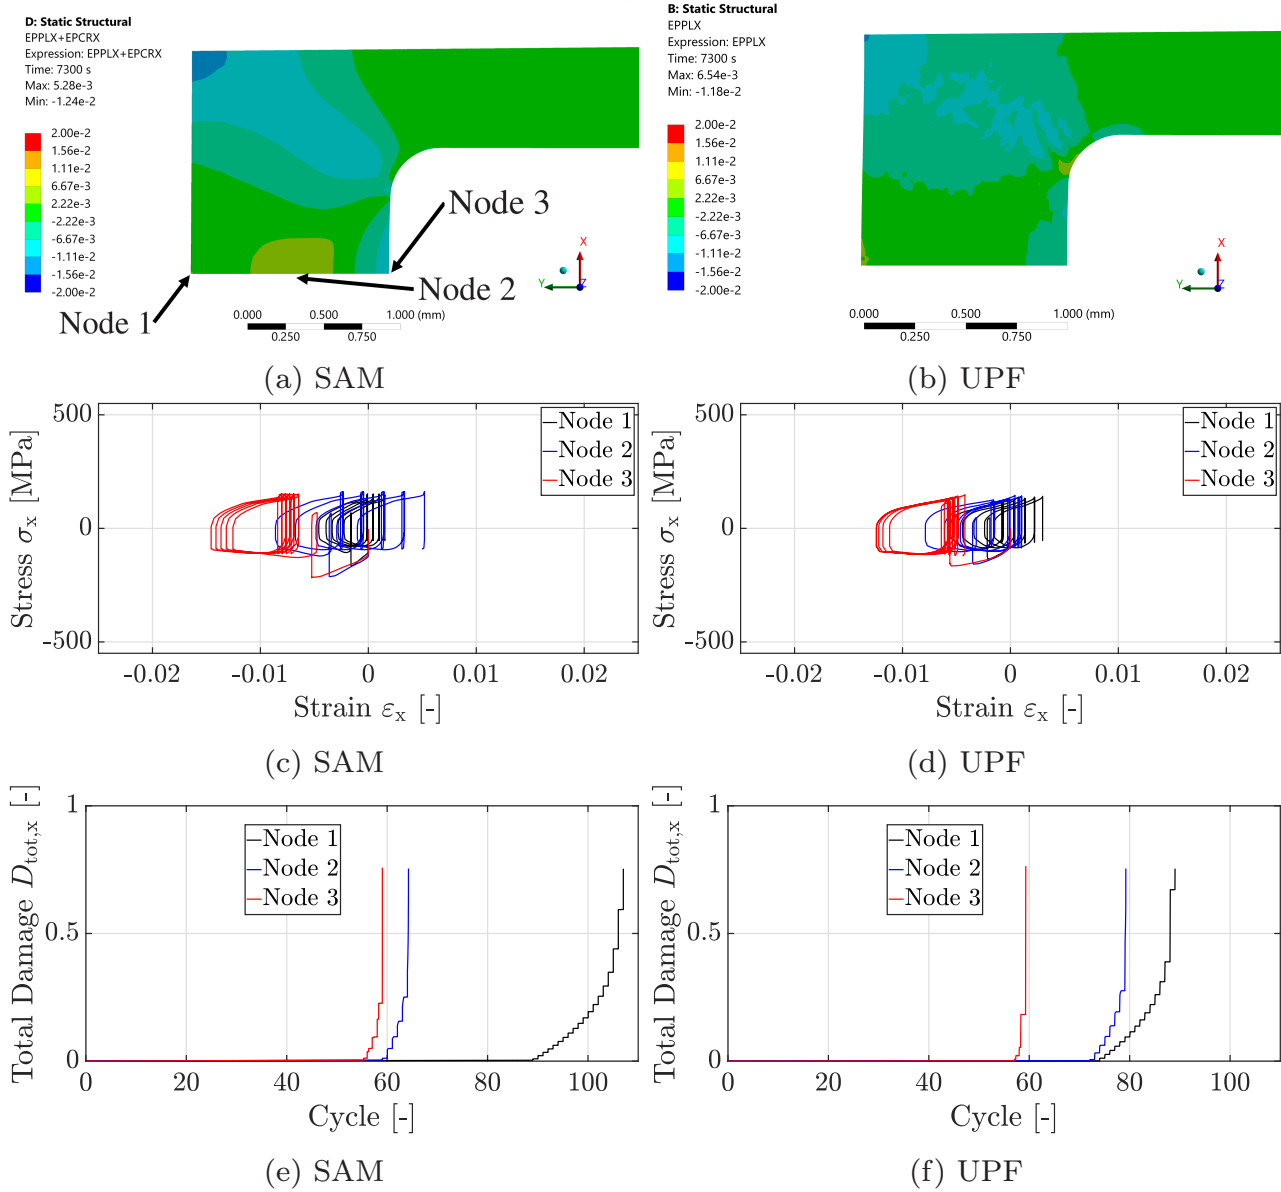 D: Static Structural
EPPLX+EPCRX
Expression: EPPLX+EPCRX
Time: 7300 s
Max: 5.28e-3
Min: -1.24e-2
2.00e-2
1.56e-2
1.11e-2
6.67e-3
2.22e-3
-2.22e-3
-6.67e-3
-1.11e-2
-1.56e-2
-2.00e-2
Node 3
Node 2
Node 1
X
Y
Z
0.000 0.500 1.000 (mm)
0.250 0.750
(a) SAM
B: Static Structural
EPPLX
Expression: EPPLX
Time: 7300 s
Max: 6.54e-3
Min: -1.18e-2
2.00e-2
1.56e-2
1.11e-2
6.67e-3
2.22e-3
-2.22e-3
-6.67e-3
-1.11e-2
-1.56e-2
-2.00e-2
X
Y
Z
0.000 0.500 1.000 (mm)
0.250 0.750
(b) UPF
Stress σx [MPa]
500
0
-500
Node 1
Node 2
Node 3
-0.02 -0.01 0 0.01 0.02
Strain εx [-]
(c) SAM
Stress σx [MPa]
500
0
-500
Node 1
Node 2
Node 3
-0.02 -0.01 0 0.01 0.02
Strain εx [-]
(d) UPF
Total Damage Dtot,x [-]
1
0.5
0
Node 1
Node 2
Node 3
0 20 40 60 80 100
Cycle [-]
(e) SAM
Total Damage Dtot,x [-]
1
0.5
0
Node 1
Node 2
Node 3
0 20 40 60 80 100
Cycle [-]
(f) UPF